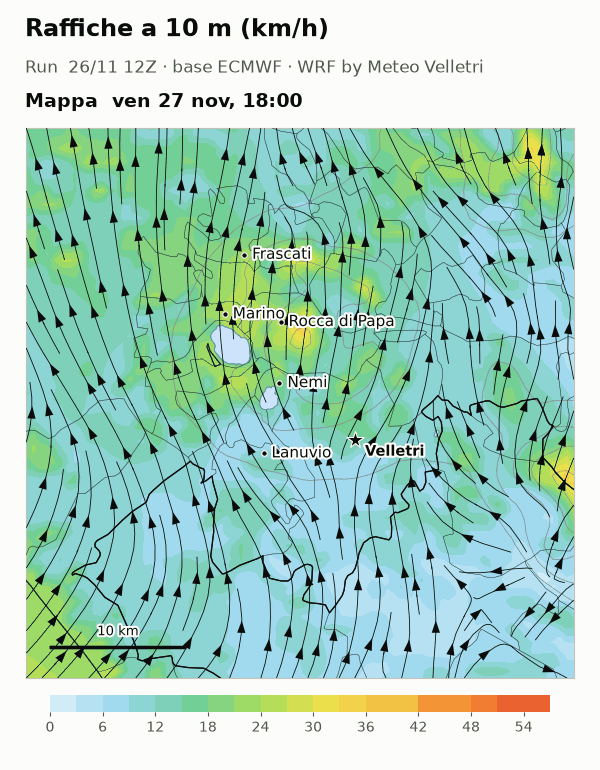 Raffiche a 10 m (km/h)
Run 26/11 12Z · base ECMWF · WRF by Meteo Velletri
Mappa ven 27 nov, 18:00
Frascati
Marino
Rocca di Papa
Nemi
Velletri
Lanuvio
10 km
0 6 12 18 24 30 36 42 48 54